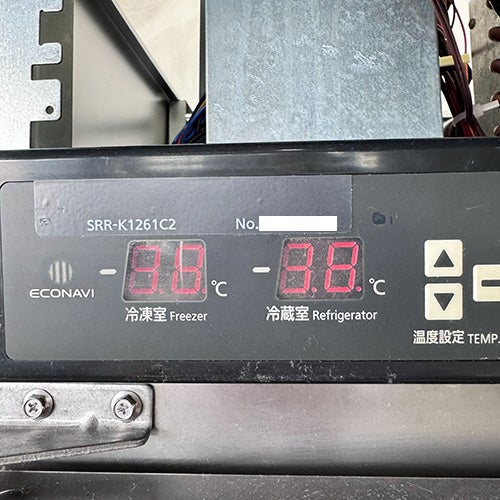 SRR-K1261C2 No.
ECONAVI
℃
冷凍室 Freezer
℃
冷蔵室 Refrigerator
温度設定 TEMP.